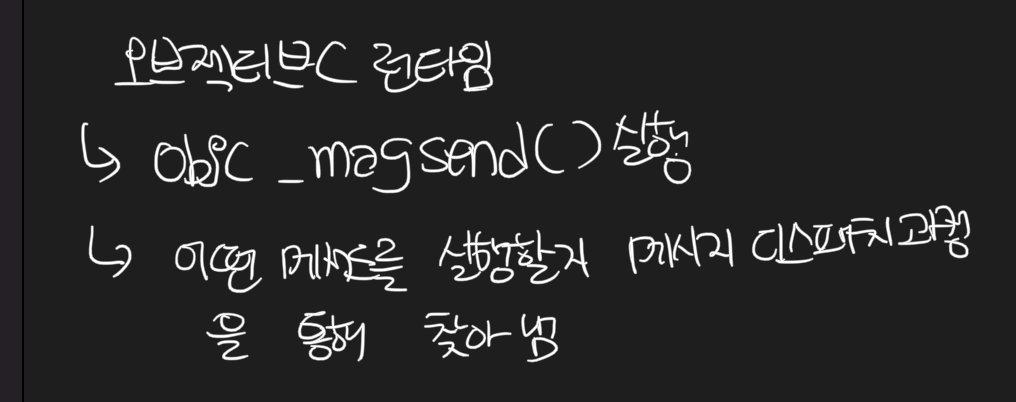 오브젝티브C 런타임
↳ objc_magsend() 실행
↳ 어떤 메서드를 실행할지 메시지 디스패치 과정
을 통해 찾아냄